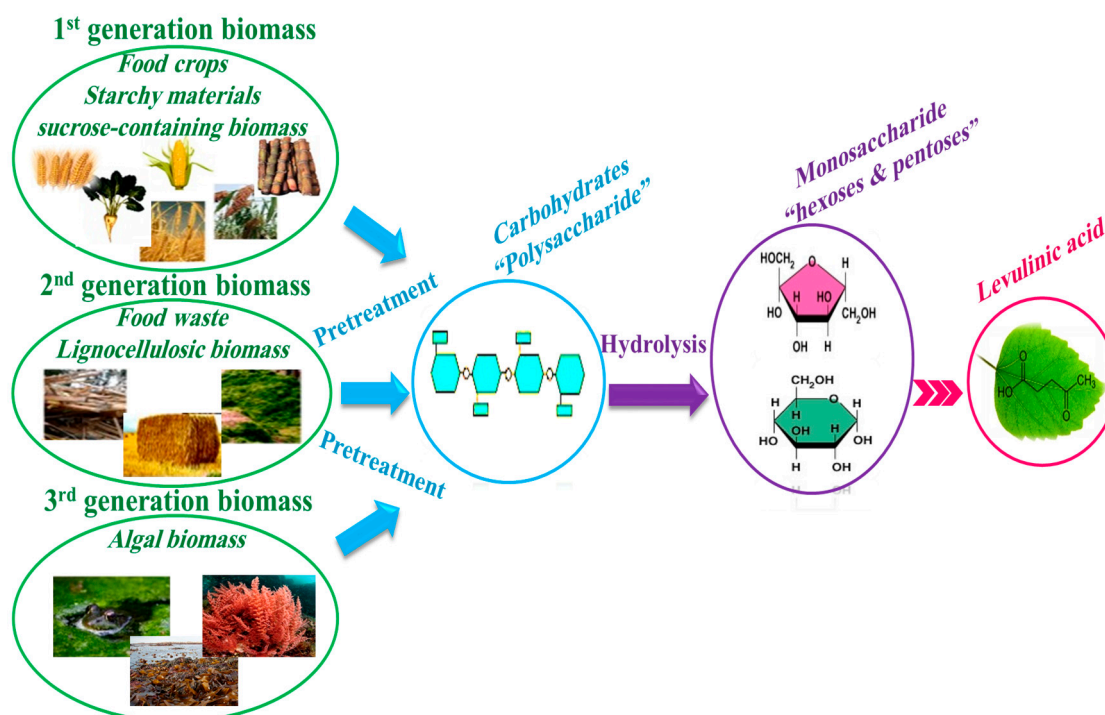 1st generation biomass
Food crops
Starchy materials
sucrose-containing biomass
2nd generation biomass
Food waste
Lignocellulosic biomass
3rd generation biomass
Algal biomass
Pretreatment
Pretreatment
Carbohydrates
“Polysaccharide”
Hydrolysis
Monosaccharide
“hexoses & pentoses”
HOCH2
O
H
H
HO
HO
H
CH2OH
OH
H
CH2OH
H
O
H
H
OH
H
HO
OH
H
OH
Levulinic acid
O
HO
CH3
O